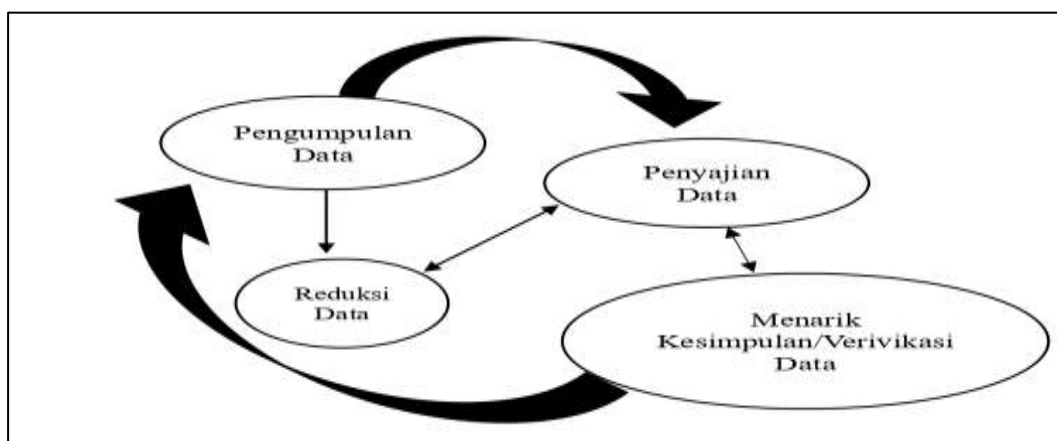 Pengumpulan
Data
Penyajian
Data
Reduksi
Data
Menarik
Kesimpulan/Verivikasi
Data